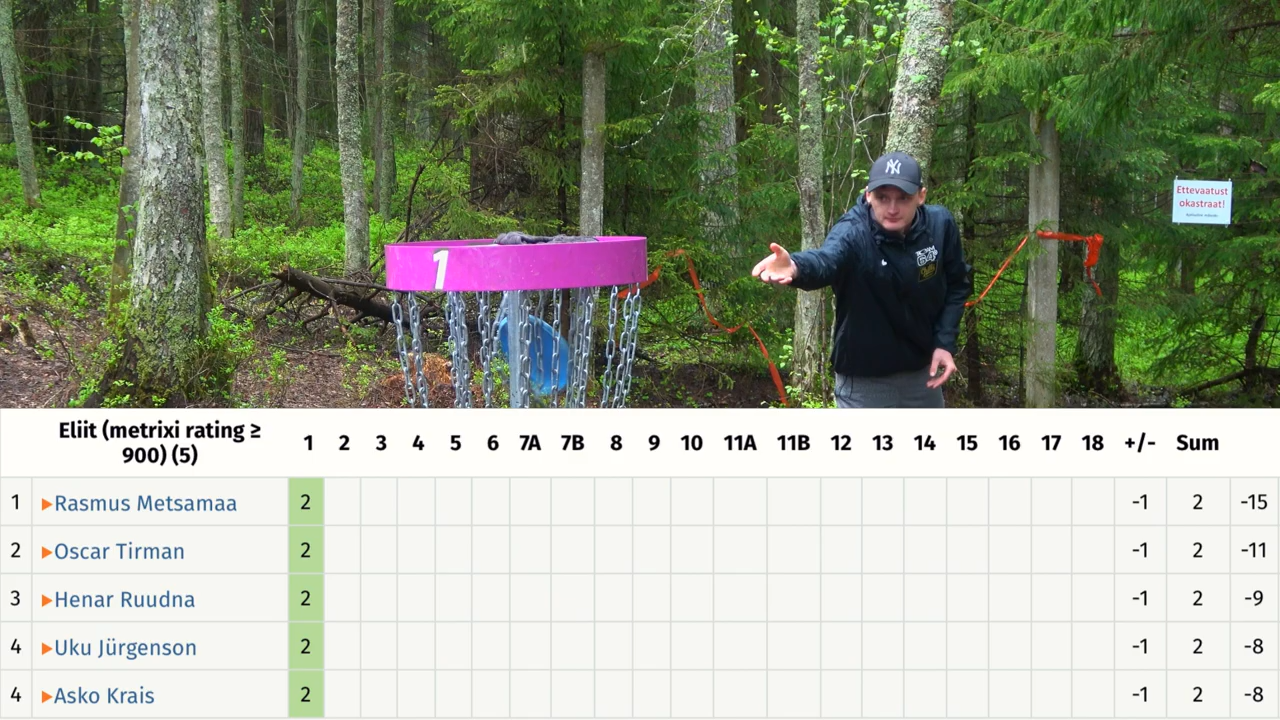 NY
Ettevaatust
okastraat!
1
64°
Eliit (metrixi rating ≥
900) (5) 1 2 3 4 5 6 7A 7B 8 9 10 11A 11B 12 13 14 15 16 17 18 +/- Sum
1 Rasmus Metsamaa 2 -1 2 -15
2 Oscar Tirman 2 -1 2 -11
3 Henar Ruudna 2 -1 2 -9
4 Uku Jürgenson 2 -1 2 -8
4 Asko Krais 2 -1 2 -8